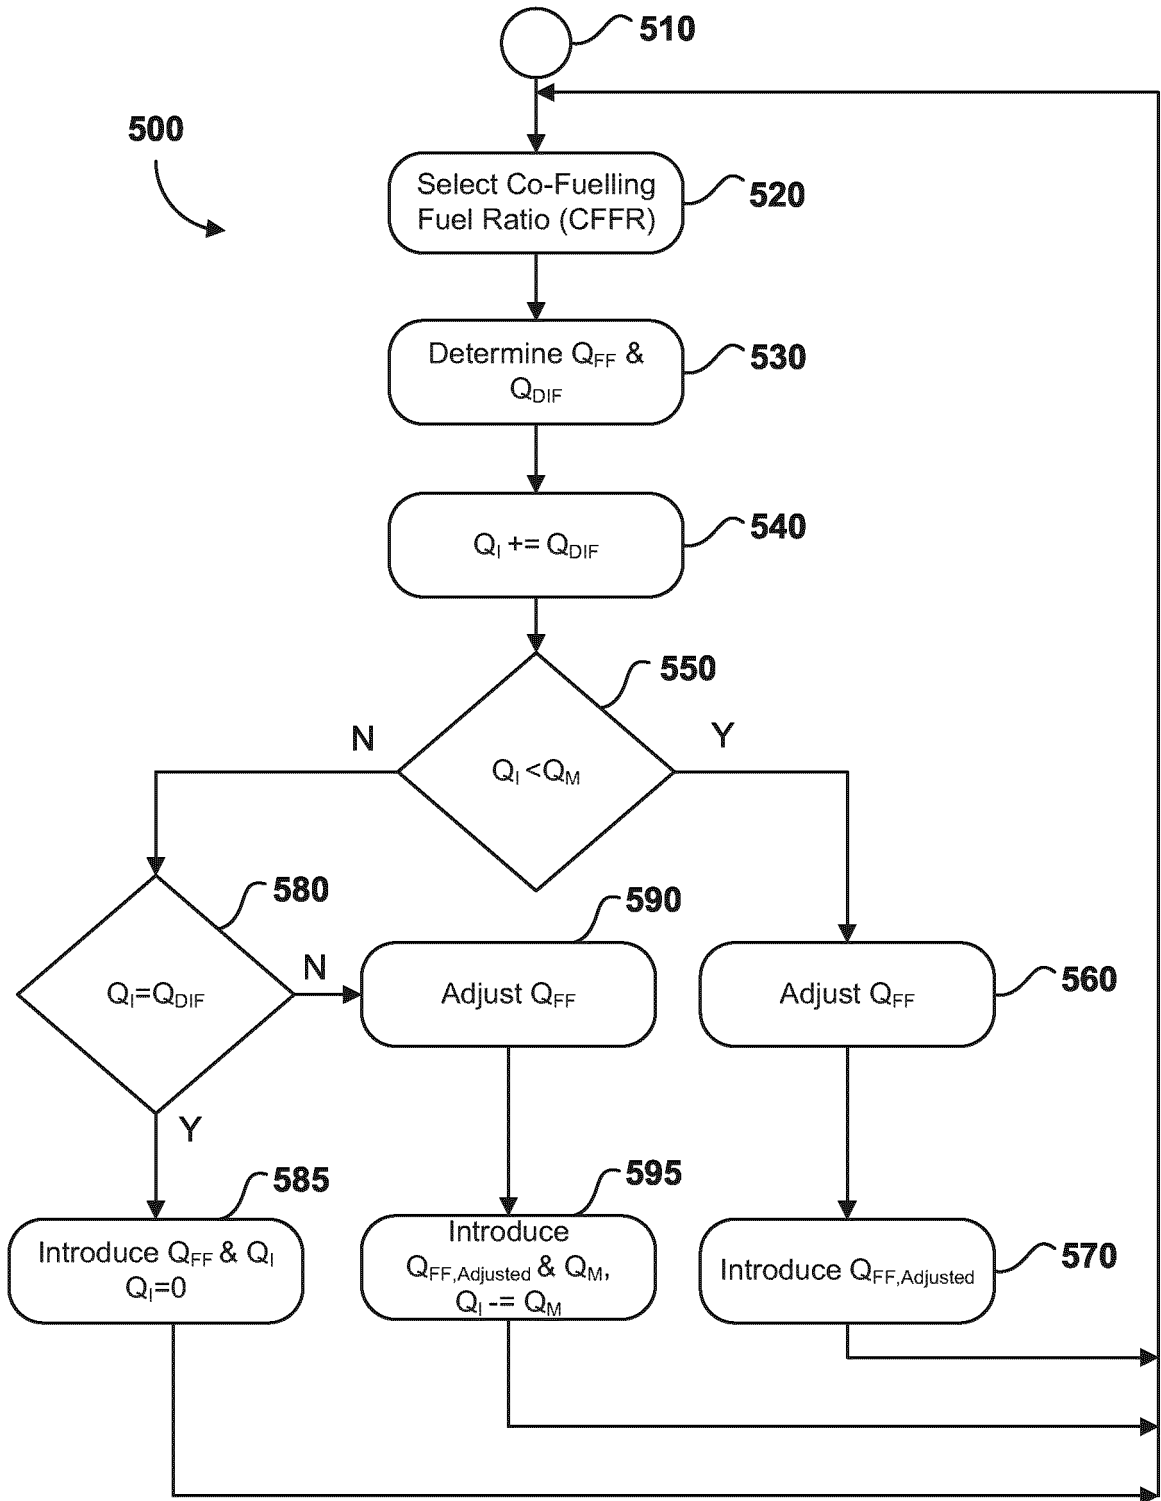 510
500
Select Co-Fuelling
Fuel Ratio (CFFR)
520
Determine QFF &
QDIF
530
QI += QDIF
540
550
N
Y
QI <QM
580
590
QI=QDIF
N
Adjust QFF
Adjust QFF
560
Y
585
595
Introduce QFF & QI
QI=0
Introduce
QFF,Adjusted & QM,
QI -= QM
Introduce QFF,Adjusted
570